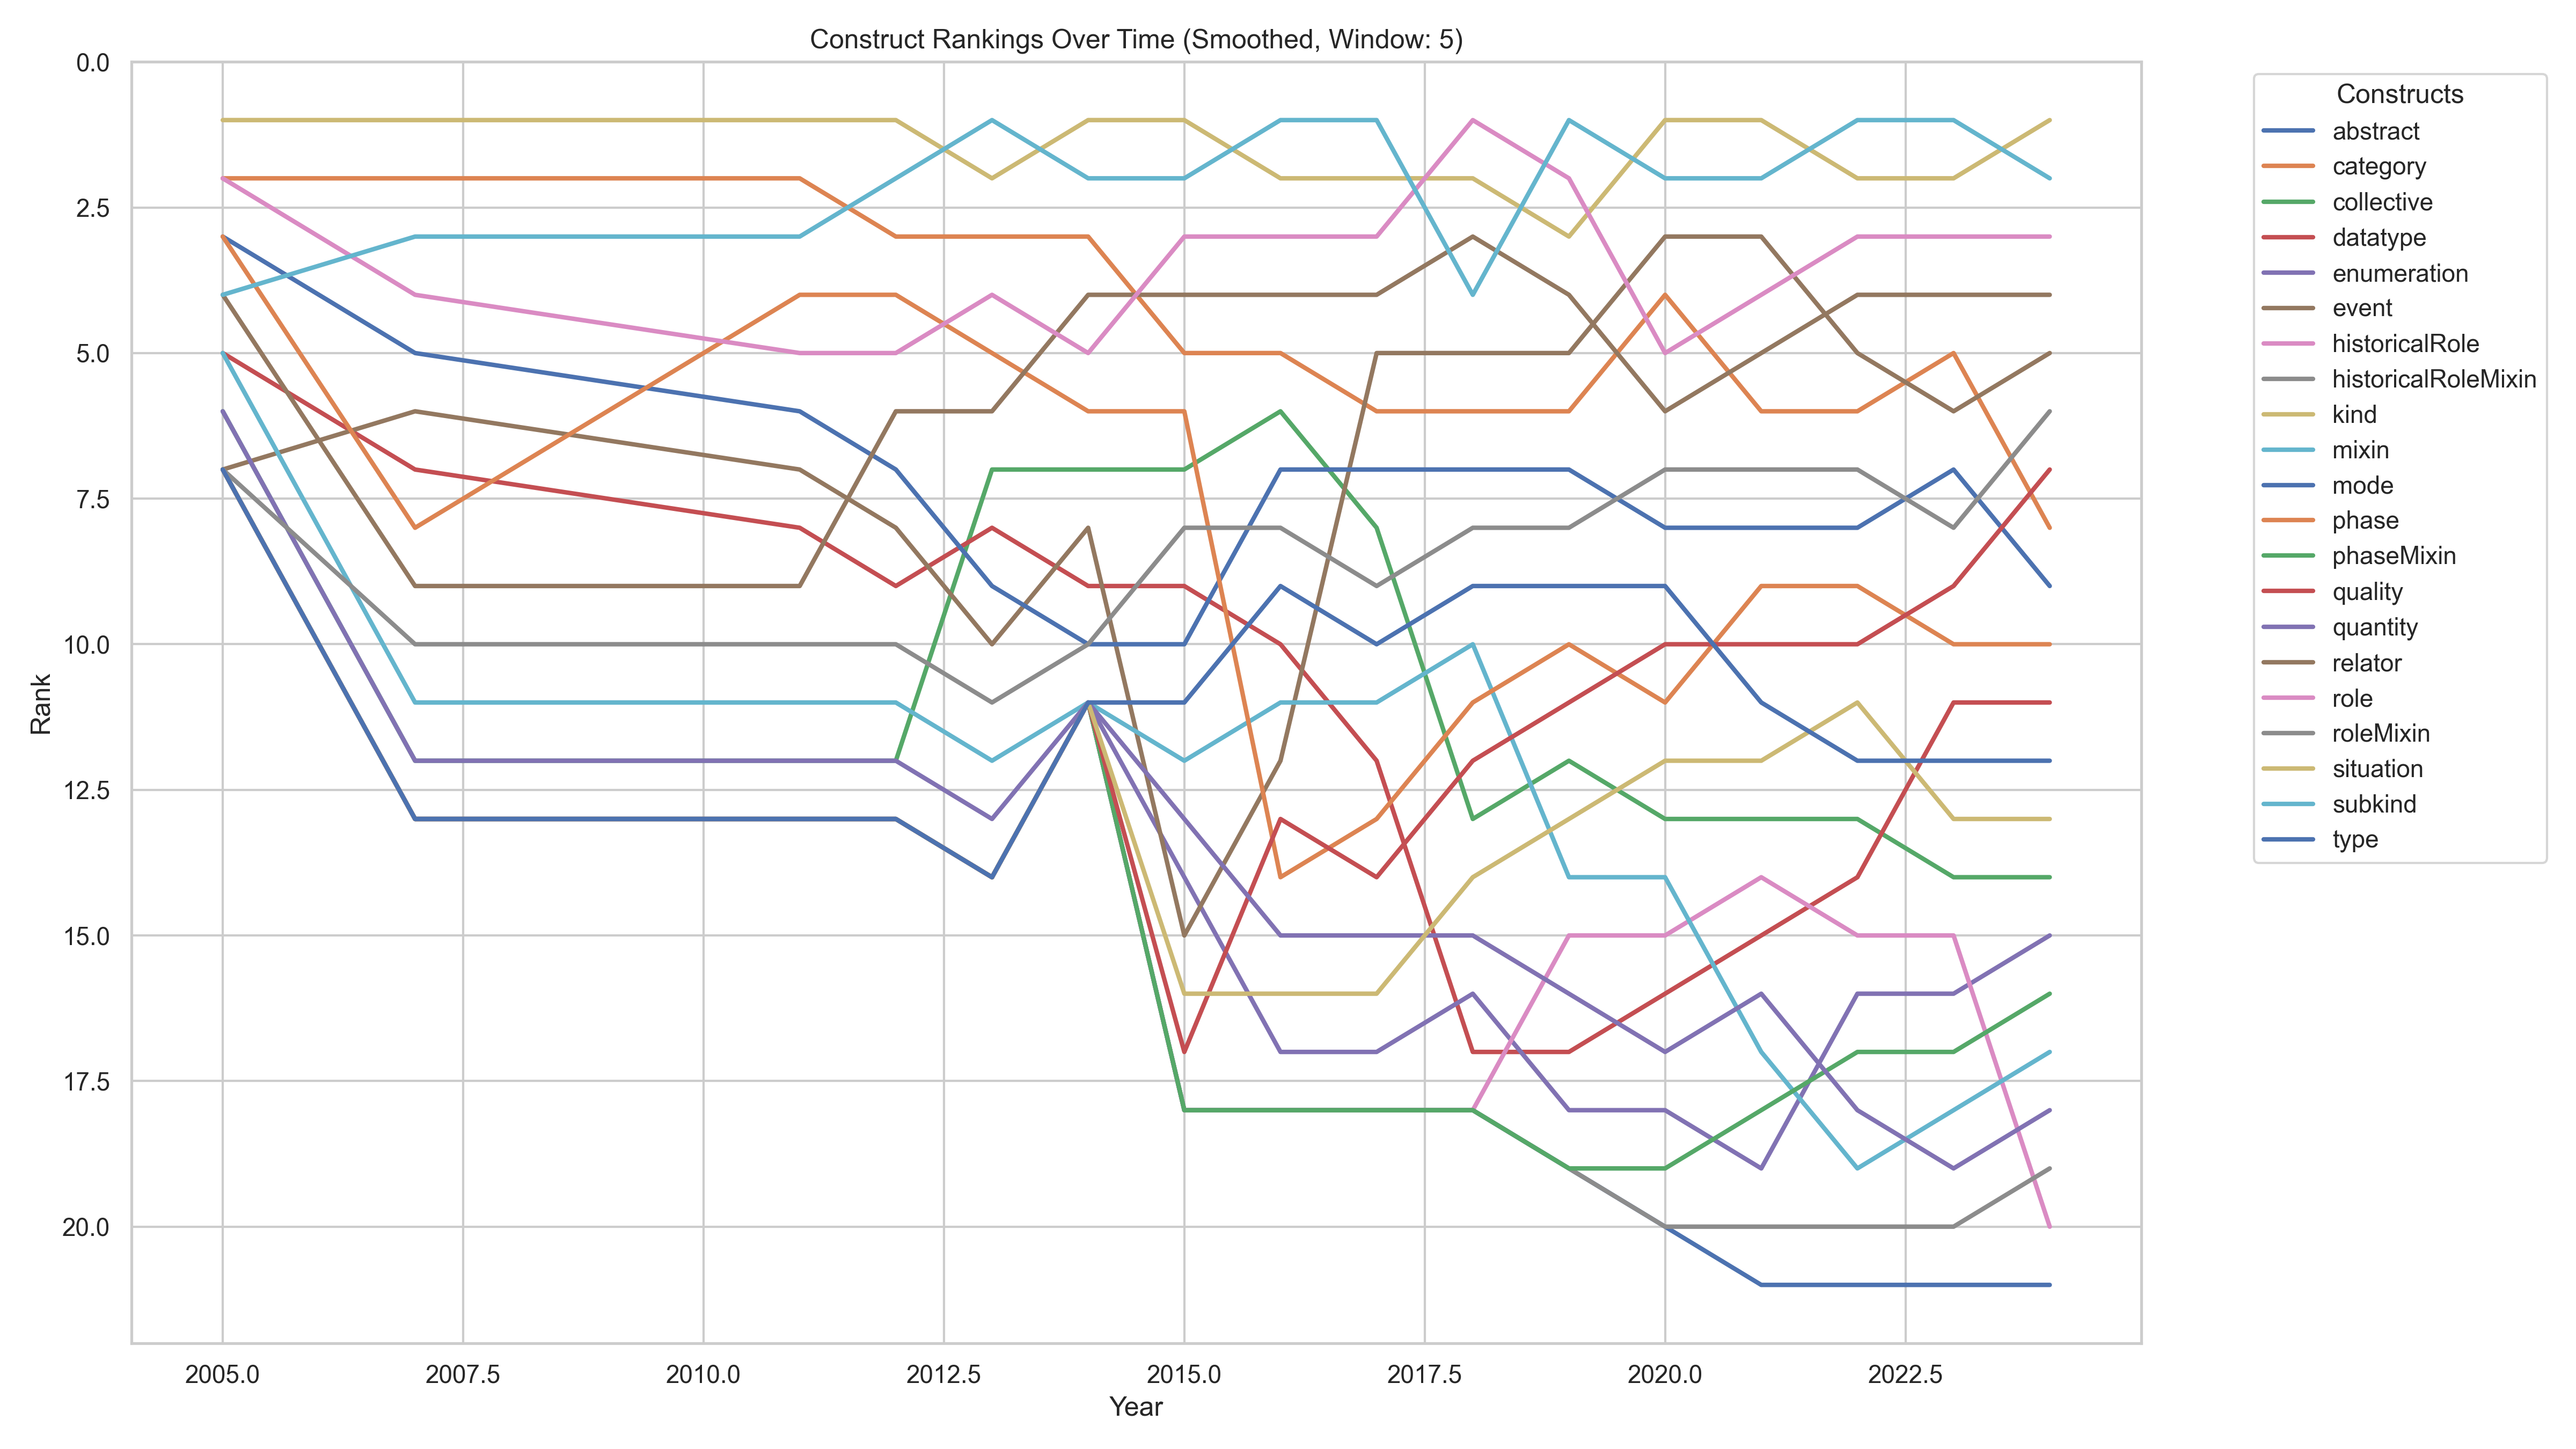 Construct Rankings Over Time (Smoothed, Window: 5)
0.0
2.5
5.0
7.5
10.0
12.5
15.0
17.5
20.0
Rank
2005.0
2007.5
2010.0
2012.5
2015.0
2017.5
2020.0
2022.5
Year
Constructs
abstract
category
collective
datatype
enumeration
event
historicalRole
historicalRoleMixin
kind
mixin
mode
phase
phaseMixin
quality
quantity
relator
role
roleMixin
situation
subkind
type